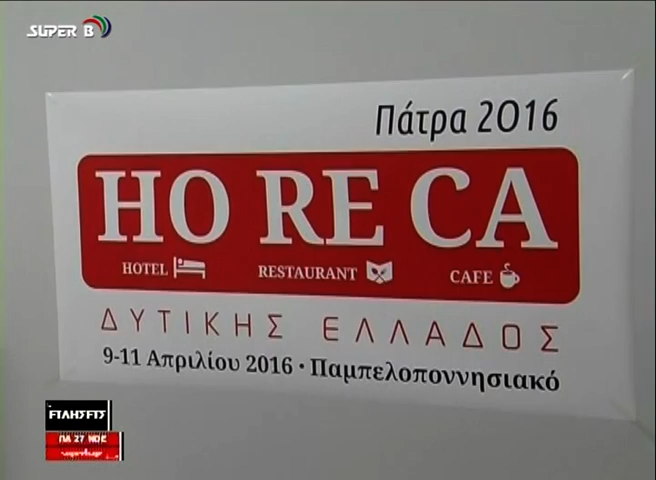 SUPER B
Πάτρα 2016
HO RE CA
HOTEL RESTAURANT CAFE
ΔΥΤΙΚΗΣ ΕΛΛΑΔΟΣ
9-11 Απριλίου 2016 • Παμπελοποννησιακό